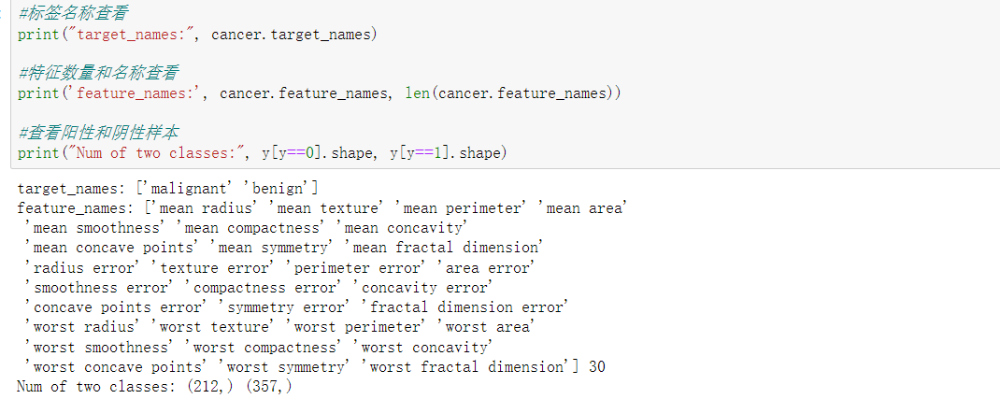 #标签名称查看
print("target_names:", cancer.target_names)
#特征数量和名称查看
print('feature_names:', cancer.feature_names, len(cancer.feature_names))
#查看阳性和阴性样本
print("Num of two classes:", y[y==0].shape, y[y==1].shape)
target_names: ['malignant' 'benign']
feature_names: ['mean radius' 'mean texture' 'mean perimeter' 'mean area'
'mean smoothness' 'mean compactness' 'mean concavity'
'mean concave points' 'mean symmetry' 'mean fractal dimension'
'radius error' 'texture error' 'perimeter error' 'area error'
'smoothness error' 'compactness error' 'concavity error'
'concave points error' 'symmetry error' 'fractal dimension error'
'worst radius' 'worst texture' 'worst perimeter' 'worst area'
'worst smoothness' 'worst compactness' 'worst concavity'
'worst concave points' 'worst symmetry' 'worst fractal dimension'] 30
Num of two classes: (212,) (357,)